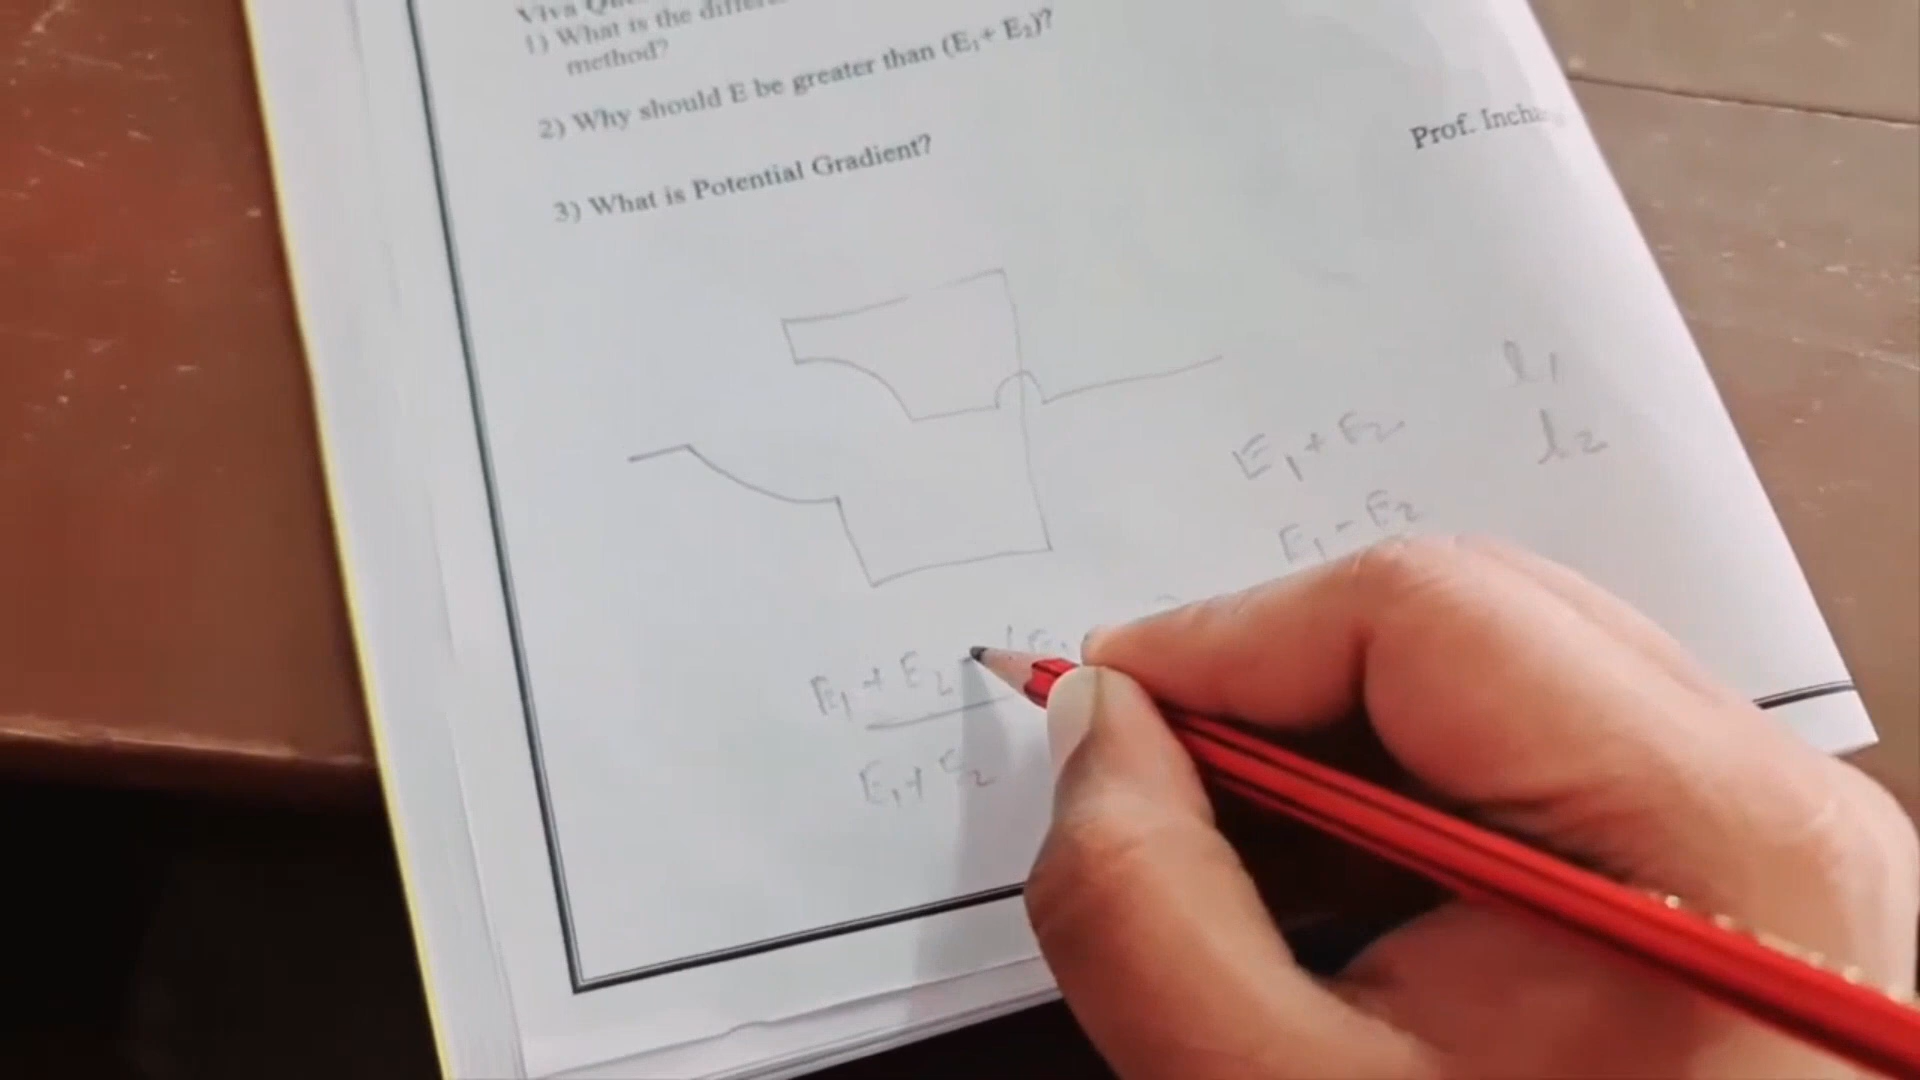 Viva
1) What is the
method?
2) Why should E be greater than (E₁+ E₂)?
3) What is Potential Gradient?
Prof.
l₁
E₁ + E₂
l₂
E₁ - E₂
E₁ + E₂
E₁ + E₂